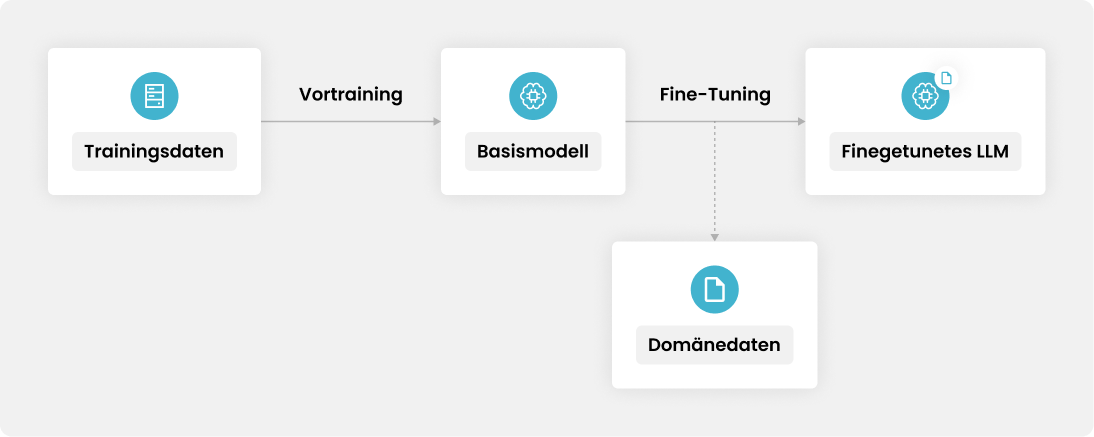 Vortraining
Fine-Tuning
Trainingsdaten
Basismodell
Finegetunetes LLM
Domänedaten